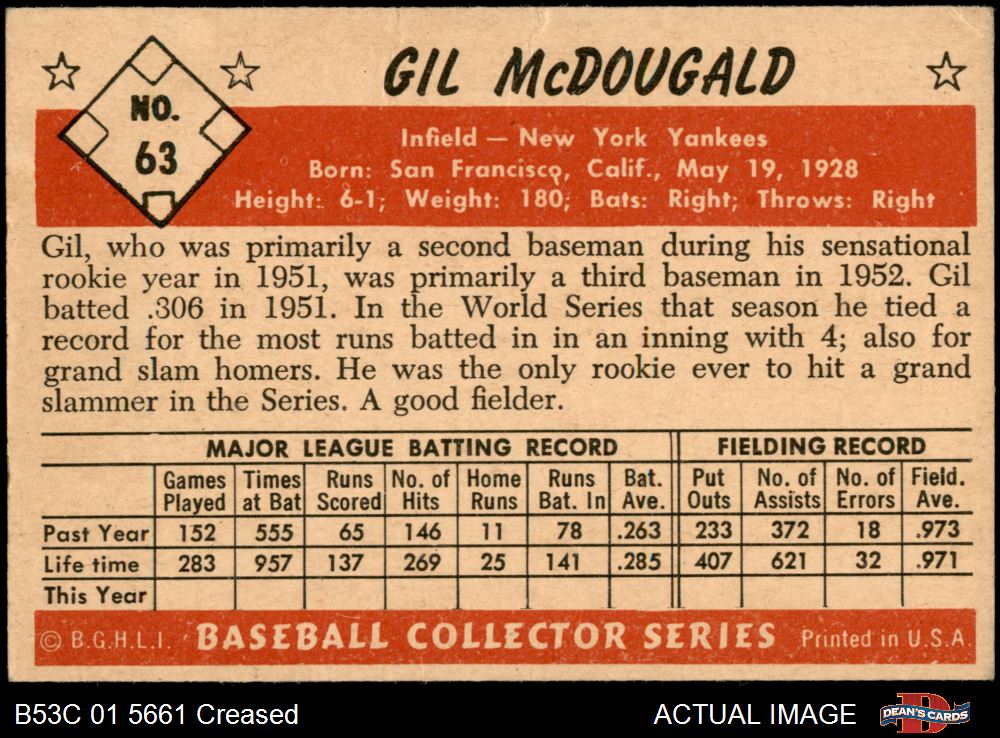 NO.
63
GIL McDOUGALD
Infield — New York Yankees
Born: San Francisco, Calif., May 19, 1928
Height: 6-1; Weight: 180; Bats: Right; Throws: Right
Gil, who was primarily a second baseman during his sensational
rookie year in 1951, was primarily a third baseman in 1952. Gil
batted .306 in 1951. In the World Series that season he tied a
record for the most runs batted in in an inning with 4; also for
grand slam homers. He was the only rookie ever to hit a grand
slammer in the Series. A good fielder.
MAJOR LEAGUE BATTING RECORD FIELDING RECORD
Games Times Runs No. of Home Runs Bat. Put No. of No. of Field.
Played at Bat Scored Hits Runs Bat. In Ave. Outs Assists Errors Ave.
Past Year 152 555 65 146 11 78 .263 233 372 18 .973
Life time 283 957 137 269 25 141 .285 407 621 32 .971
This Year
© B.G.H.L.I. BASEBALL COLLECTOR SERIES Printed in U.S.A.
B53C 01 5661 Creased ACTUAL IMAGE DEAN'S CARDS